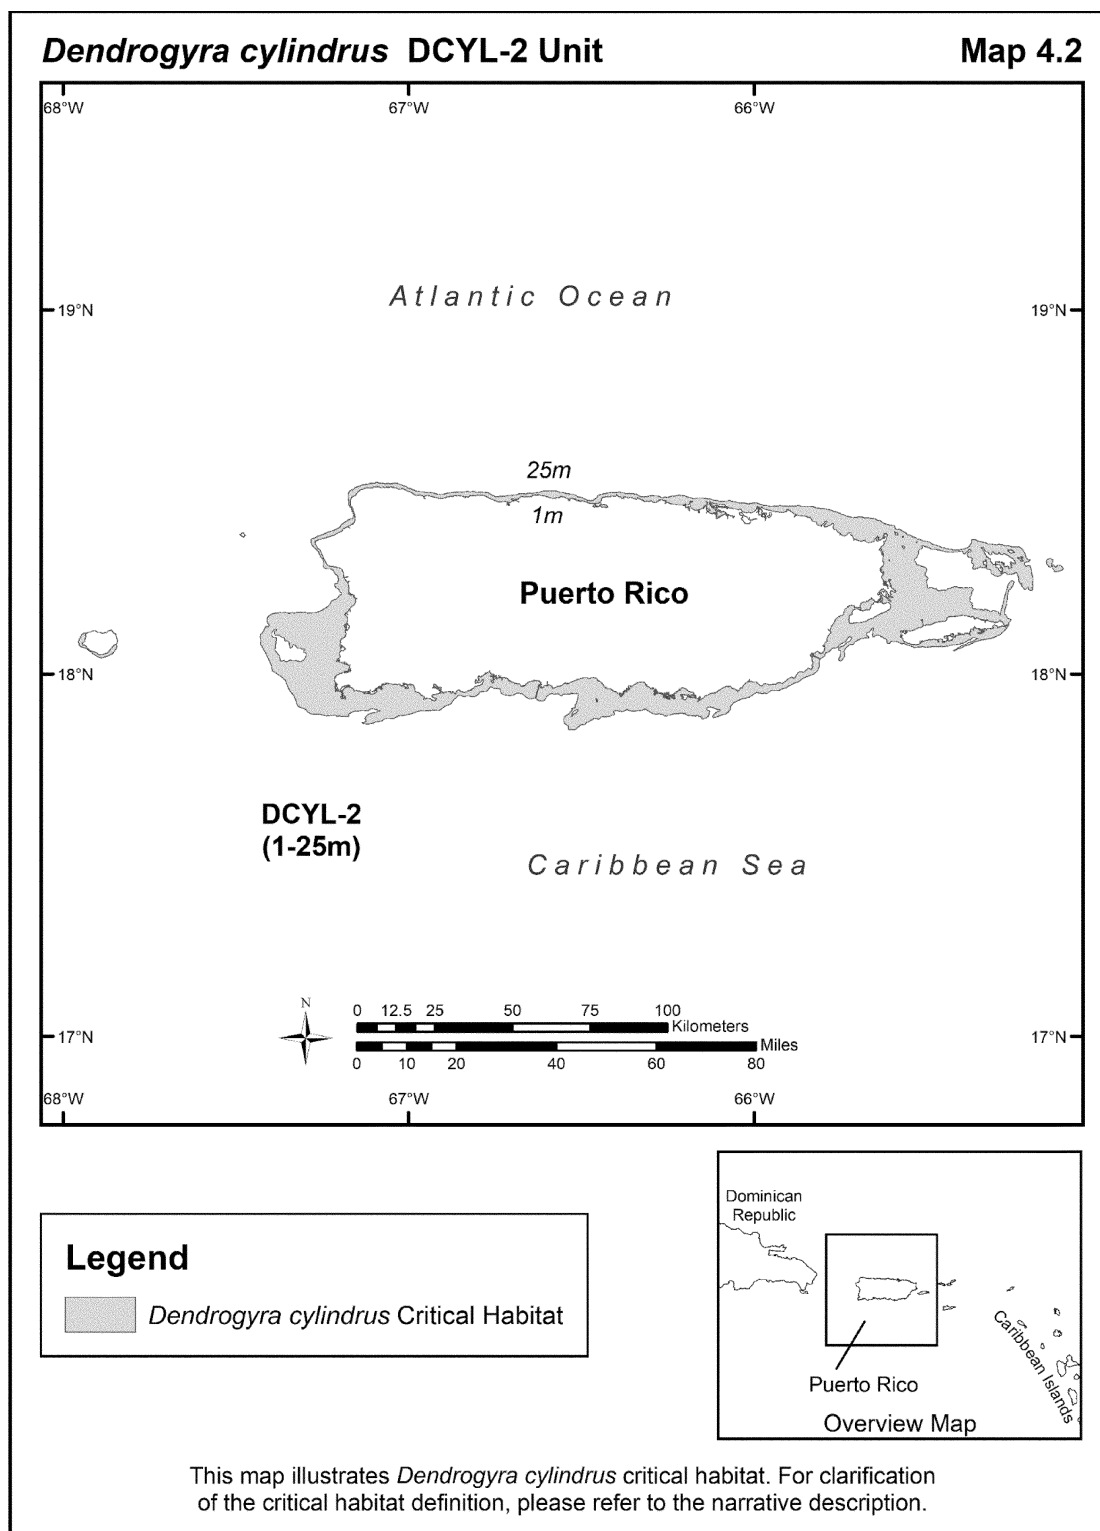 Dendrogyra cylindrus DCYL-2 Unit
Map 4.2
68°W
67°W
66°W
Atlantic Ocean
19°N
19°N
25m
1m
Puerto Rico
18°N
18°N
DCYL-2
(1-25m)
Caribbean Sea
N
0 12.5 25 50 75 100
Kilometers
Miles
0 10 20 40 60 80
17°N
17°N
68°W
67°W
66°W
Legend
Dendrogyra cylindrus Critical Habitat
Dominican
Republic
Caribbean Islands
Puerto Rico
Overview Map
This map illustrates Dendrogyra cylindrus critical habitat. For clarification
of the critical habitat definition, please refer to the narrative description.